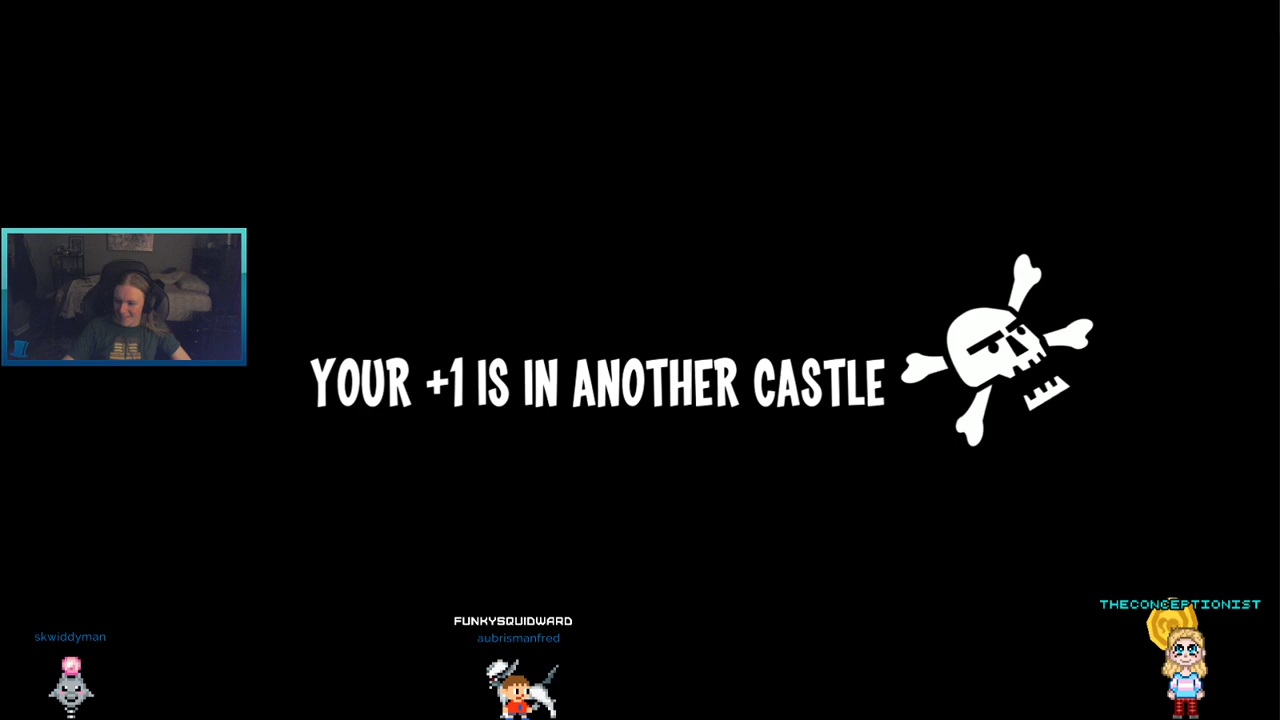 YOUR +1 IS IN ANOTHER CASTLE
THECONCEPTIONIST
FUNKYSQUIDWARD
skwiddyman
aubrismanfred